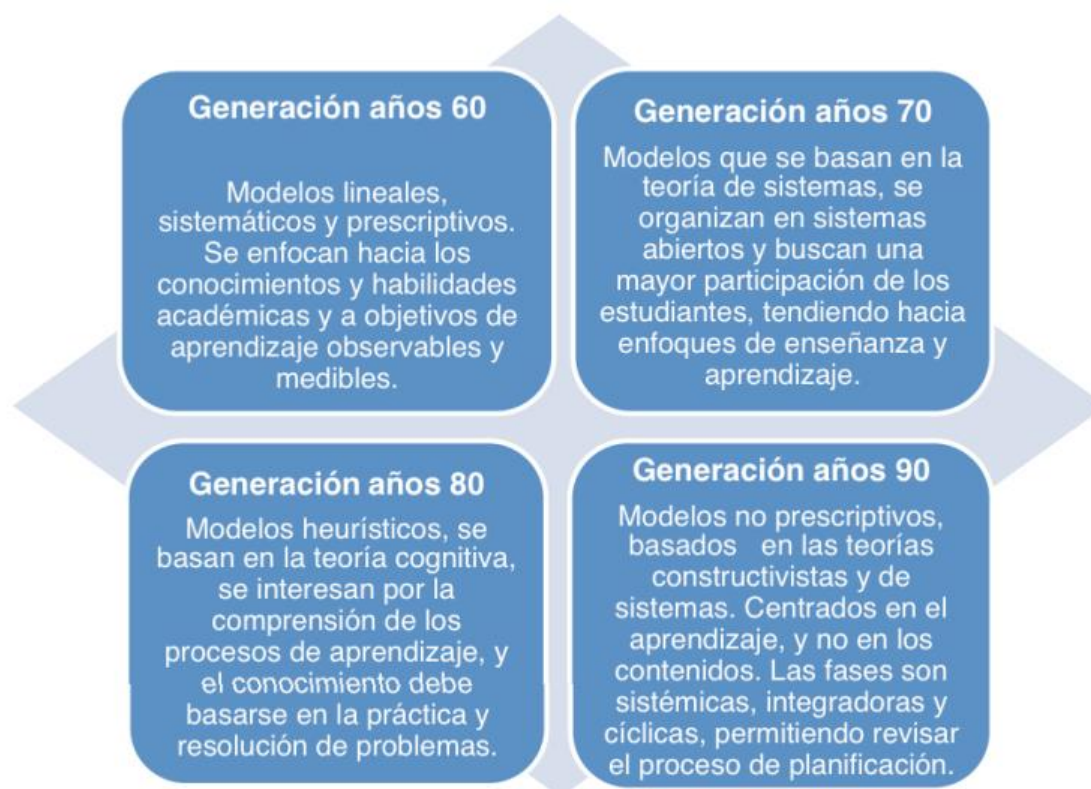 Generación años 60
Modelos lineales,
sistemáticos y prescriptivos.
Se enfocan hacia los
conocimientos y habilidades
académicas y a objetivos de
aprendizaje observables y
medibles.
Generación años 70
Modelos que se basan en la
teoría de sistemas, se
organizan en sistemas
abiertos y buscan una
mayor participación de los
estudiantes, tendiendo hacia
enfoques de enseñanza y
aprendizaje.
Generación años 80
Modelos heurísticos, se
basan en la teoría cognitiva,
se interesan por la
comprensión de los
procesos de aprendizaje, y
el conocimiento debe
basarse en la práctica y
resolución de problemas.
Generación años 90
Modelos no prescriptivos,
basados en las teorías
constructivistas y de
sistemas. Centrados en el
aprendizaje, y no en los
contenidos. Las fases son
sistémicas, integradoras y
cíclicas, permitiendo revisar
el proceso de planificación.